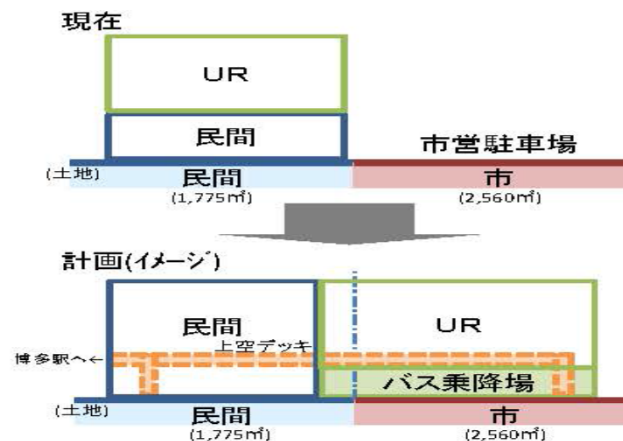 現在
UR
民間
市営駐車場
(土地)
民間
市
(1,775㎡)
(2,560㎡)
計画(イメージ)
民間
UR
上空デッキ
博多駅へ←
バス乗降場
(土地)
民間
市
(1,775㎡)
(2,560㎡)